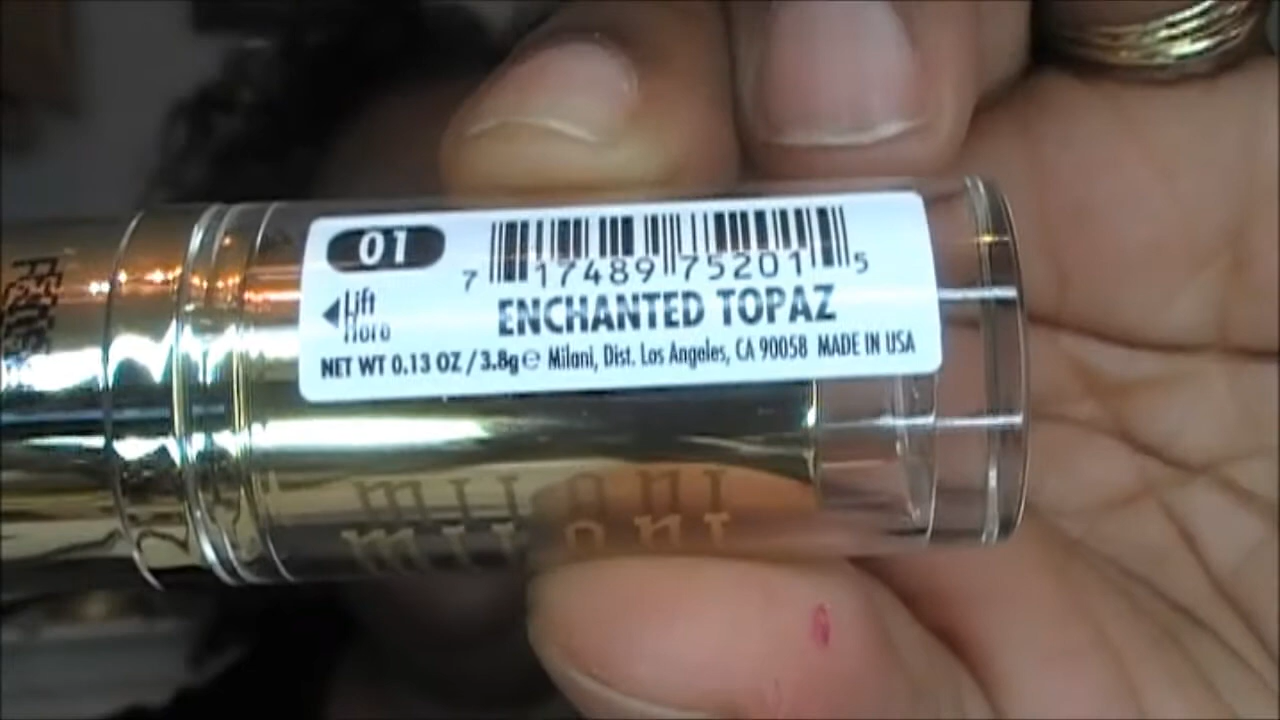 01
7 17489 75201 5
Lift
Here
ENCHANTED TOPAZ
NET WT 0.13 OZ / 3.8g e Milani, Dist. Los Angeles, CA 90058 MADE IN USA
MILANI